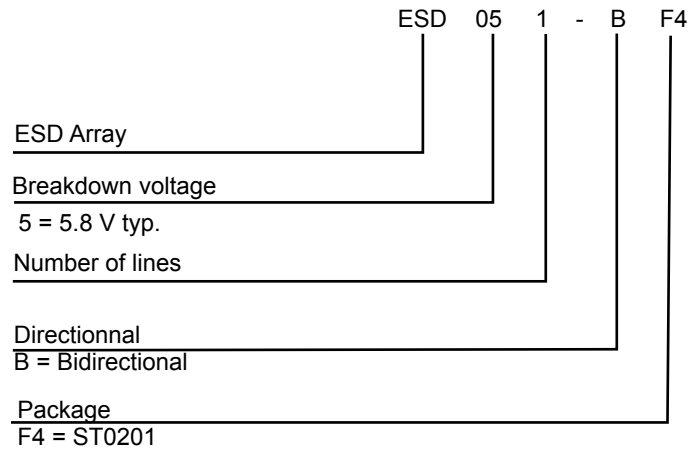 ESD 05 1 - B F4
ESD Array
Breakdown voltage
5 = 5.8 V typ.
Number of lines
Directionnal
B = Bidirectional
Package
F4 = ST0201